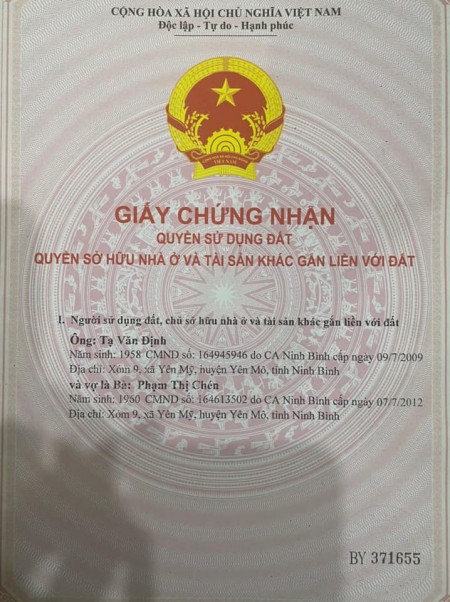 CỘNG HÒA XÃ HỘI CHỦ NGHĨA VIỆT NAM
Độc lập - Tự do - Hạnh phúc
VIỆT NAM
GIẤY CHỨNG NHẬN
QUYỀN SỬ DỤNG ĐẤT
QUYỀN SỞ HỮU NHÀ Ở VÀ TÀI SẢN KHÁC GẮN LIỀN VỚI ĐẤT
I. Người sử dụng đất, chủ sở hữu nhà ở và tài sản khác gắn liền với đất
Ông: Tạ Văn Định
Năm sinh: 1958 CMND số: 164945946 do CA Ninh Bình cấp ngày 09/7/2009
Địa chỉ: Xóm 9, xã Yên Mỹ, huyện Yên Mô, tỉnh Ninh Bình
và vợ là Bà: Phạm Thị Chén
Năm sinh: 1960 CMND số: 164613502 do CA Ninh Bình cấp ngày 07/7/2012
Địa chỉ: Xóm 9, xã Yên Mỹ, huyện Yên Mô, tỉnh Ninh Bình
BY 371655